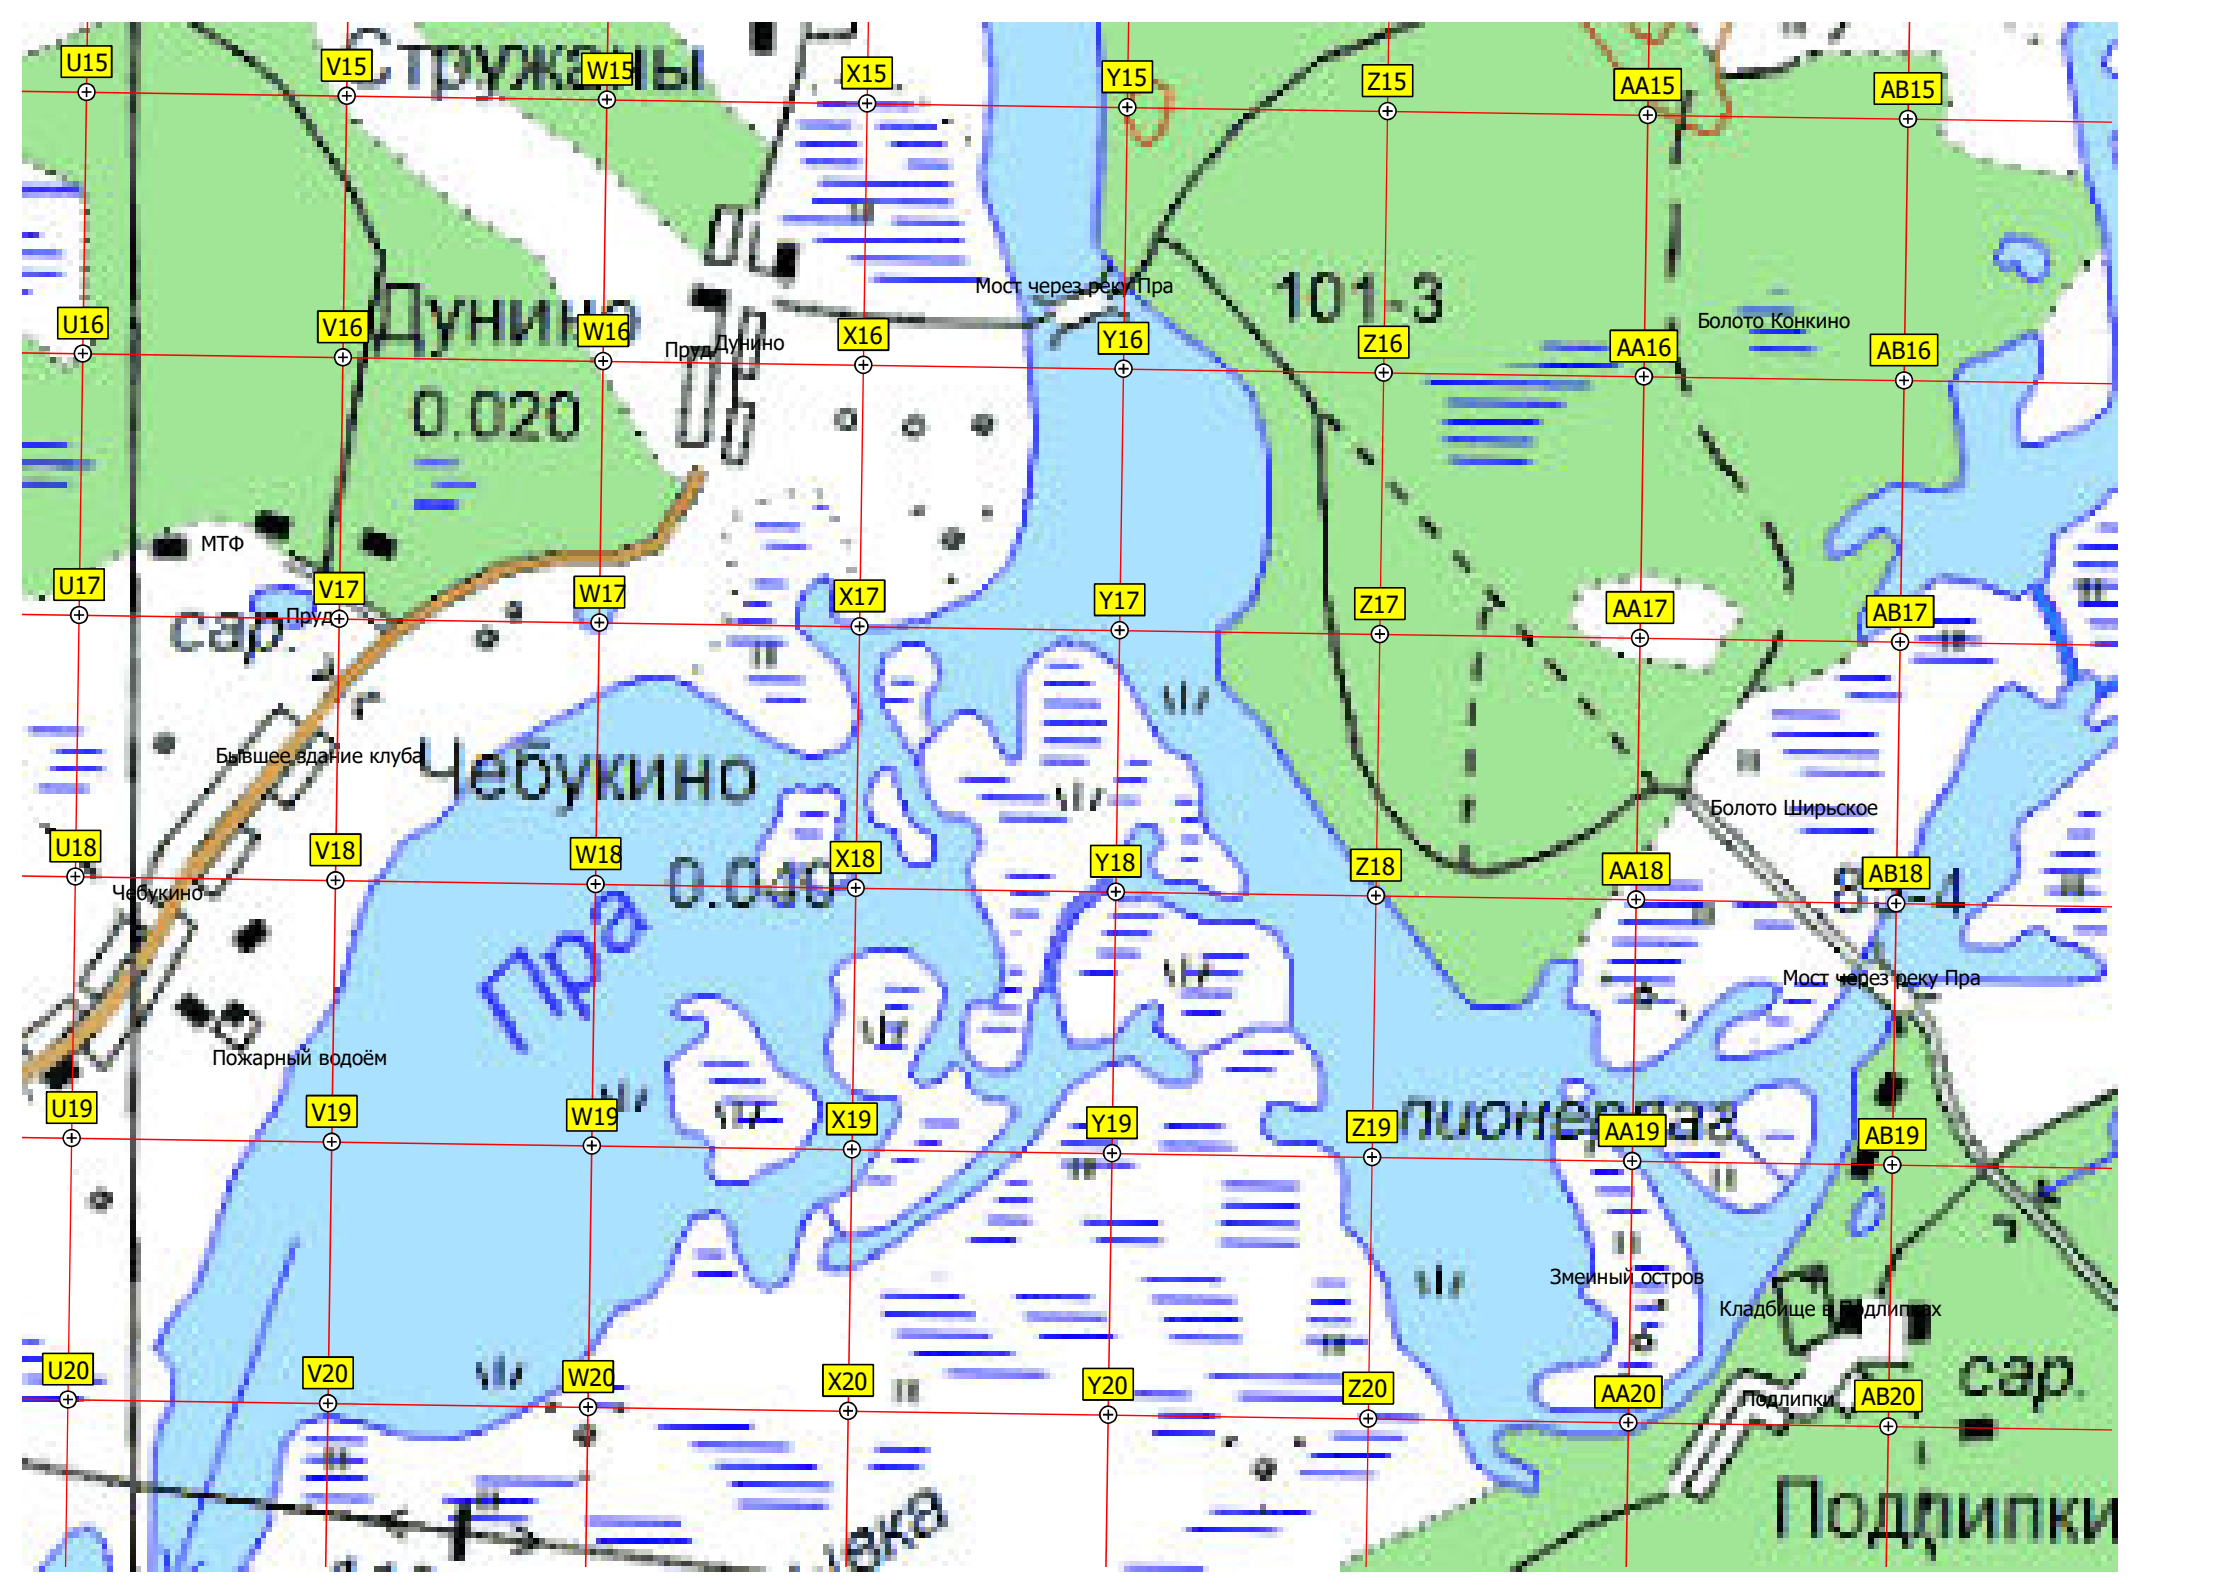 Стружаны
U15 V15 W15 X15 Y15 Z15 AA15 AB15
Мост через реку Пра
101-3
Болото Конкино
Дунино
U16 V16 W16 X16 Y16 Z16 AA16 AB16
Пруд
Дунино
0.020
МТФ
U17 V17 W17 X17 Y17 Z17 AA17 AB17
Пруд
сар.
Бывшее здание клуба
Чебукино
Болото Ширьское
U18 V18 W18 X18 Y18 Z18 AA18 AB18
Чебукино
0.040
Пра
Мост через реку Пра
Пожарный водоём
U19 V19 W19 X19 Y19 Z19 AA19 AB19
Змеиный остров
Кладбище в Подлипках
U20 V20 W20 X20 Y20 Z20 AA20 AB20
сар.
Подлипки
Подлипки